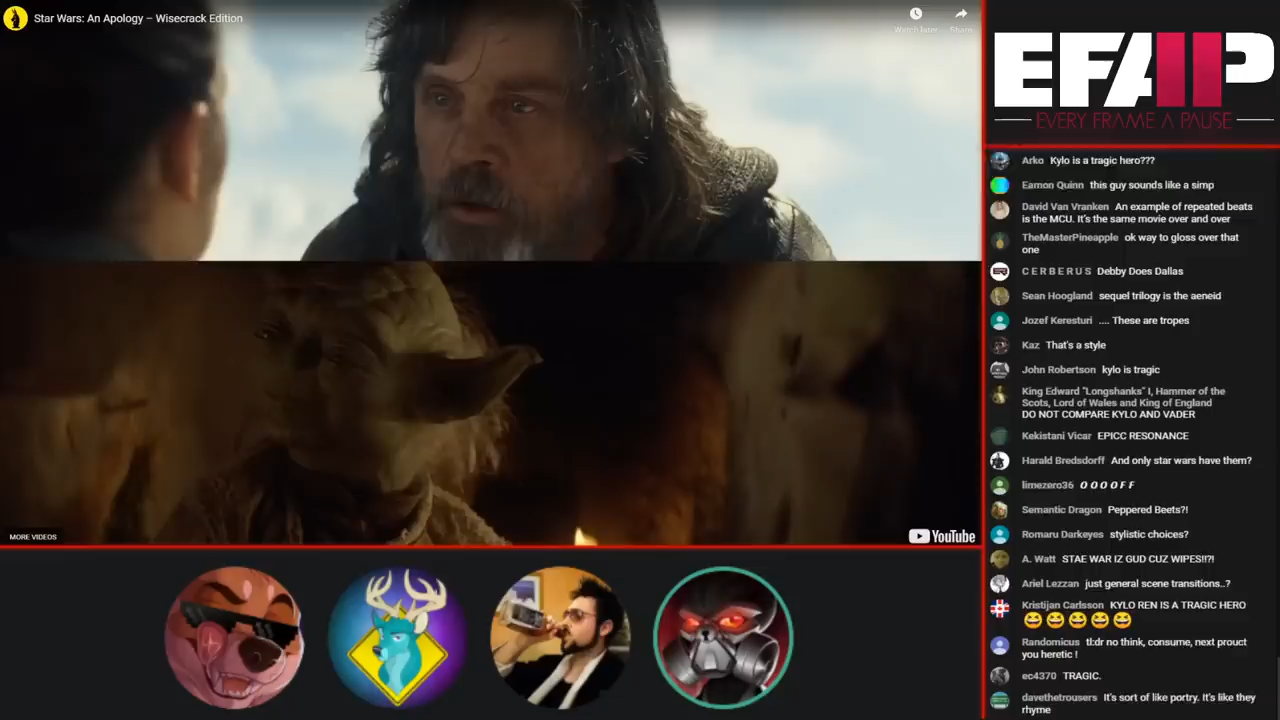 Star Wars: An Apology – Wisecrack Edition
Watch later
Share
MORE VIDEOS
YouTube
EFAP
EVERY FRAME A PAUSE
Arko Kylo is a tragic hero???
Eamon Quinn this guy sounds like a simp
David Van Vranken An example of repeated beats
is the MCU. It's the same movie over and over
TheMasterPineapple ok way to gloss over that
one
C E R B E R U S Debby Does Dallas
Sean Hoogland sequel trilogy is the aeneid
Jozef Keresturi .... These are tropes
Kaz That's a style
John Robertson kylo is tragic
King Edward "Longshanks" I, Hammer of the
Scots, Lord of Wales and King of England
DO NOT COMPARE KYLO AND VADER
Kekistani Vicar EPICC RESONANCE
Harald Bredsdorff And only star wars have them?
limezero36 O O O O F F
Semantic Dragon Peppered Beets?!
Romaru Darkeyes stylistic choices?
A. Watt STAE WAR IZ GUD CUZ WIPES!!?!
Ariel Lezzan just general scene transitions..?
Kristijan Carlsson KYLO REN IS A TRAGIC HERO
Randomicus tl:dr no think, consume, next prouct
you heretic !
ec4370 TRAGIC.
davethetrousers It's sort of like portry. It's like they
rhyme